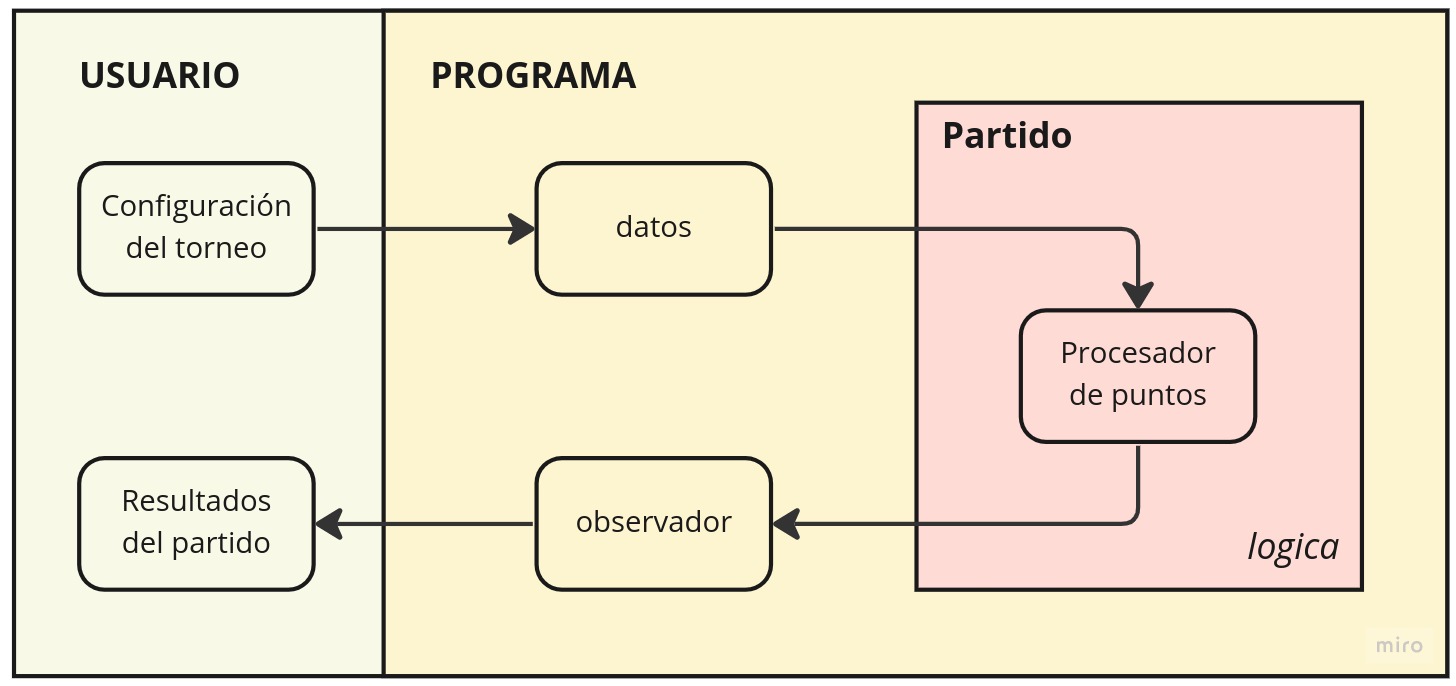 USUARIO
PROGRAMA
Partido
Configuración
del torneo
datos
Procesador
de puntos
Resultados
del partido
observador
logica
miro